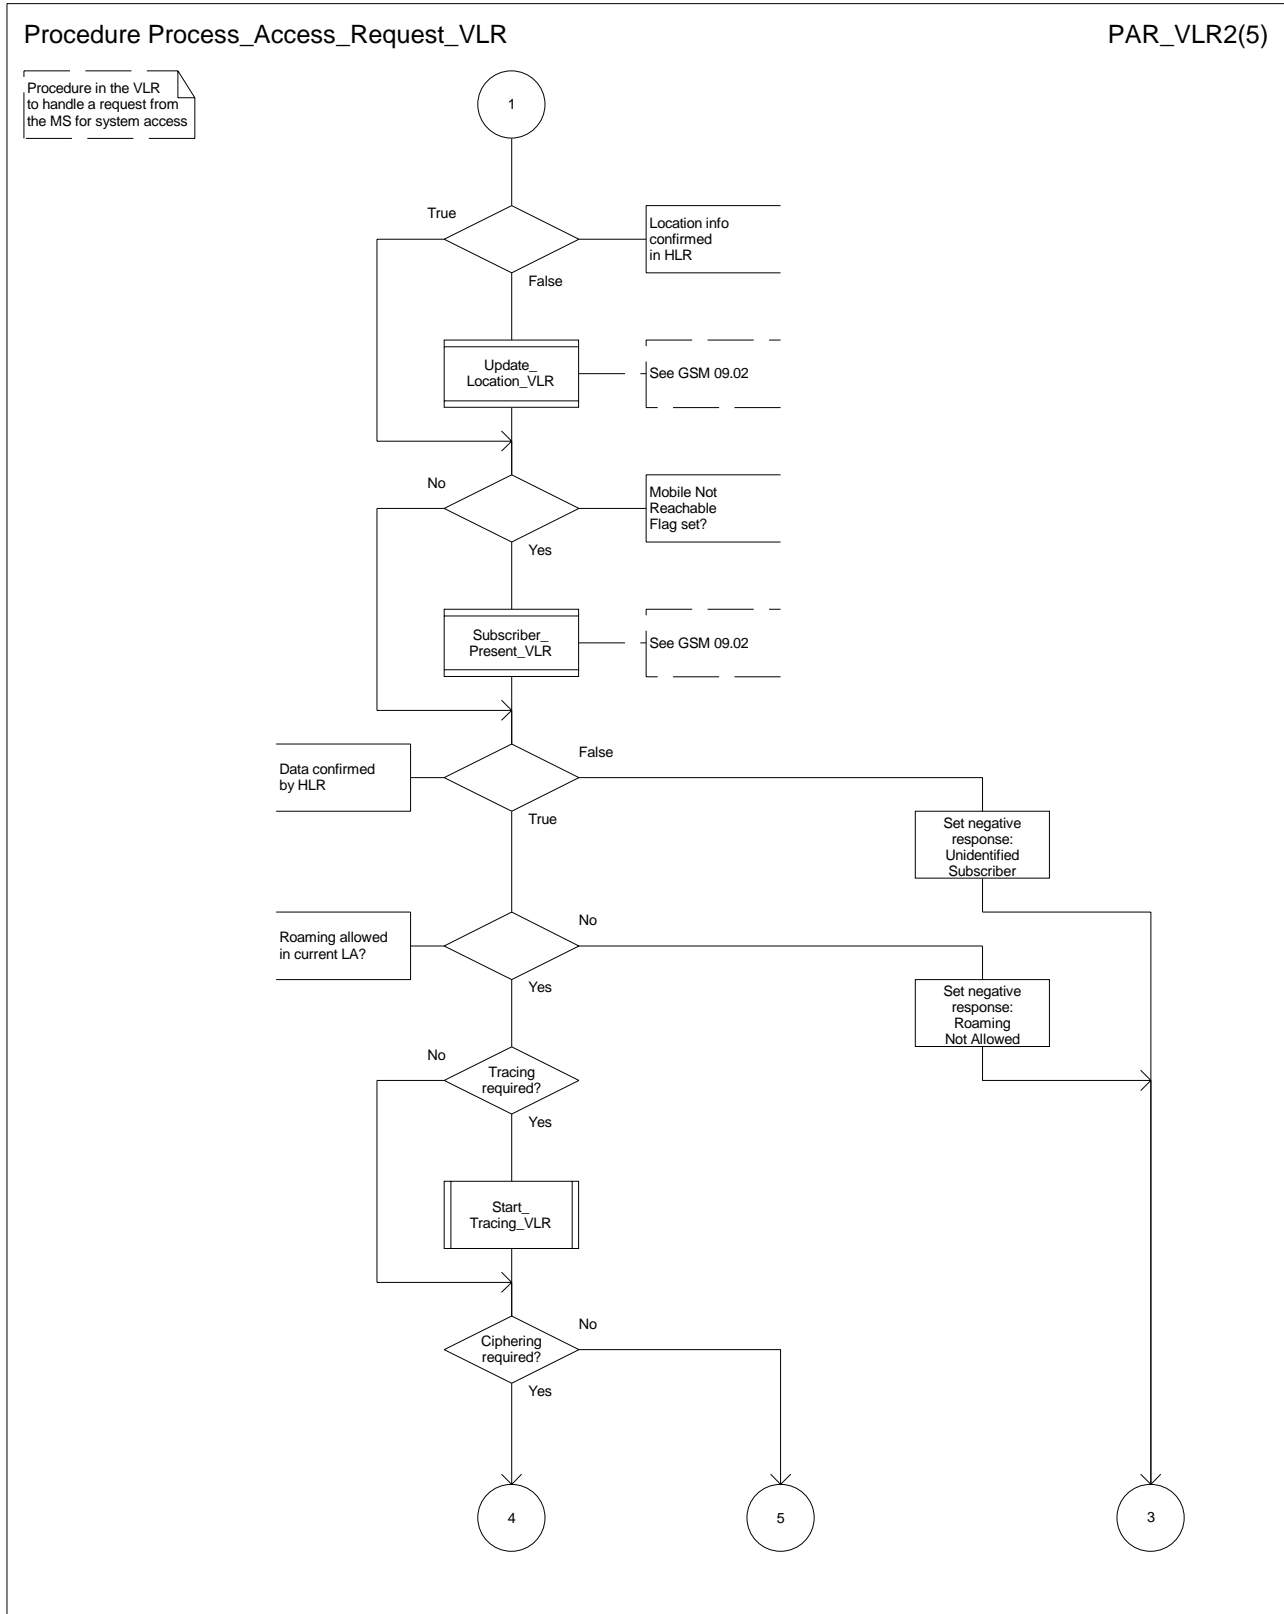 Procedure Process_Access_Request_VLR
PAR_VLR2(5)
Procedure in the VLR
to handle a request from
the MS for system access
1
True
Location info
confirmed
in HLR
False
Update_
Location_VLR
See GSM 09.02
No
Mobile Not
Reachable
Flag set?
Yes
Subscriber_
Present_VLR
See GSM 09.02
False
Data confirmed
by HLR
True
Set negative
response:
Unidentified
Subscriber
No
Roaming allowed
in current LA?
Yes
Set negative
response:
Roaming
Not Allowed
No
Tracing
required?
Yes
Start_
Tracing_VLR
No
Ciphering
required?
Yes
4
5
3